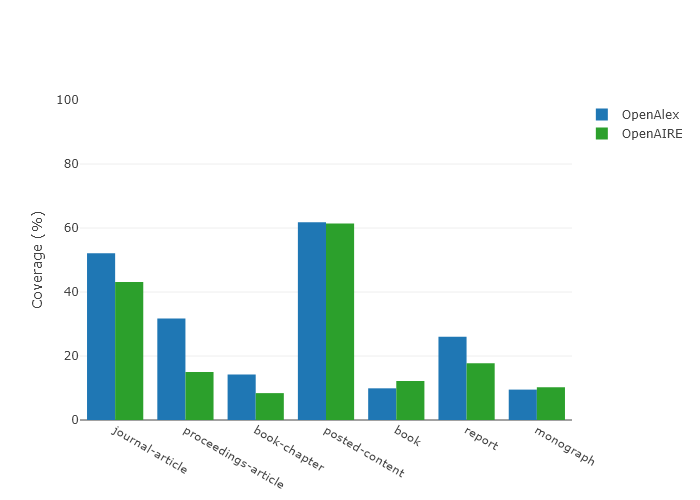 100
80
60
40
20
0
Coverage (%)
journal-article
proceedings-article
book-chapter
posted-content
book
report
monograph
OpenAlex
OpenAIRE